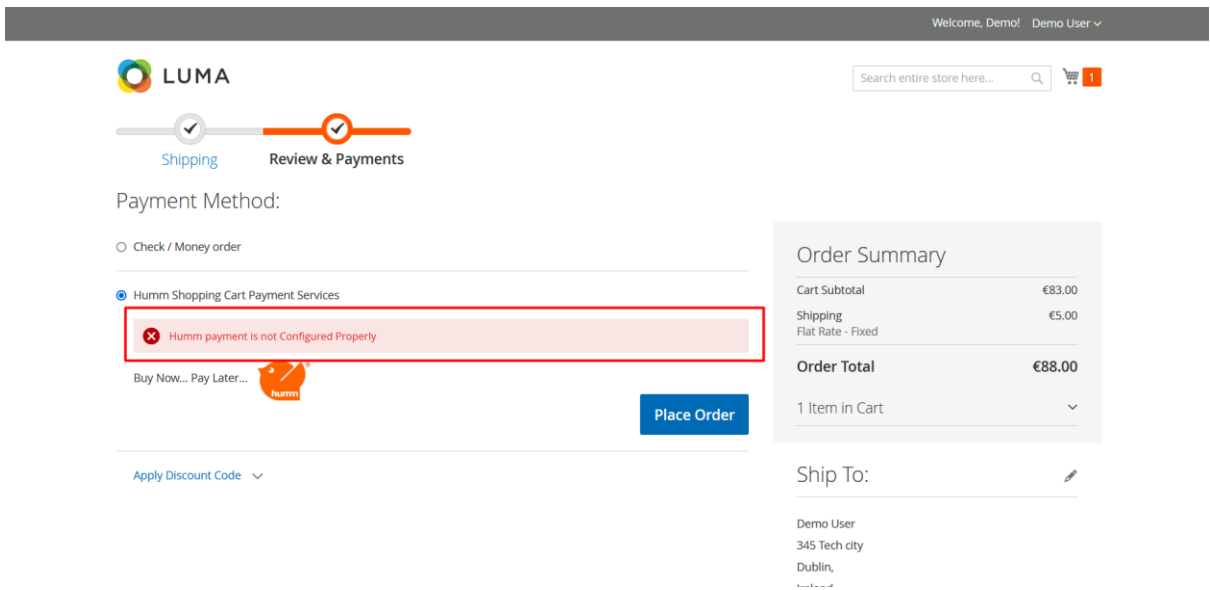 Welcome, Demo! Demo User
LUMA
Search entire store here...
1
Shipping
Review & Payments
Payment Method:
Check / Money order
Humm Shopping Cart Payment Services
Humm payment is not Configured Properly
Buy Now... Pay Later...
humm
Place Order
Apply Discount Code
Order Summary
Cart Subtotal €83.00
Shipping €5.00
Flat Rate - Fixed
Order Total €88.00
1 Item in Cart
Ship To:
Demo User
345 Tech city
Dublin,